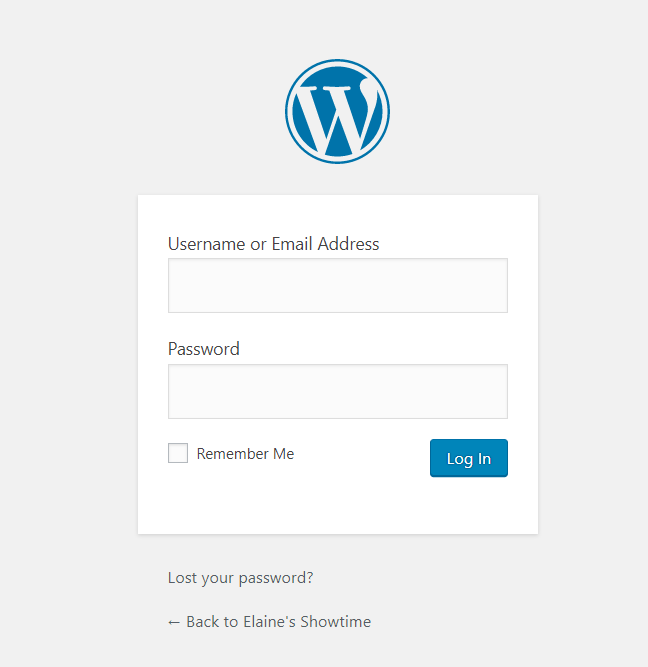 W
Username or Email Address
Password
Remember Me
Log In
Lost your password?
← Back to Elaine's Showtime